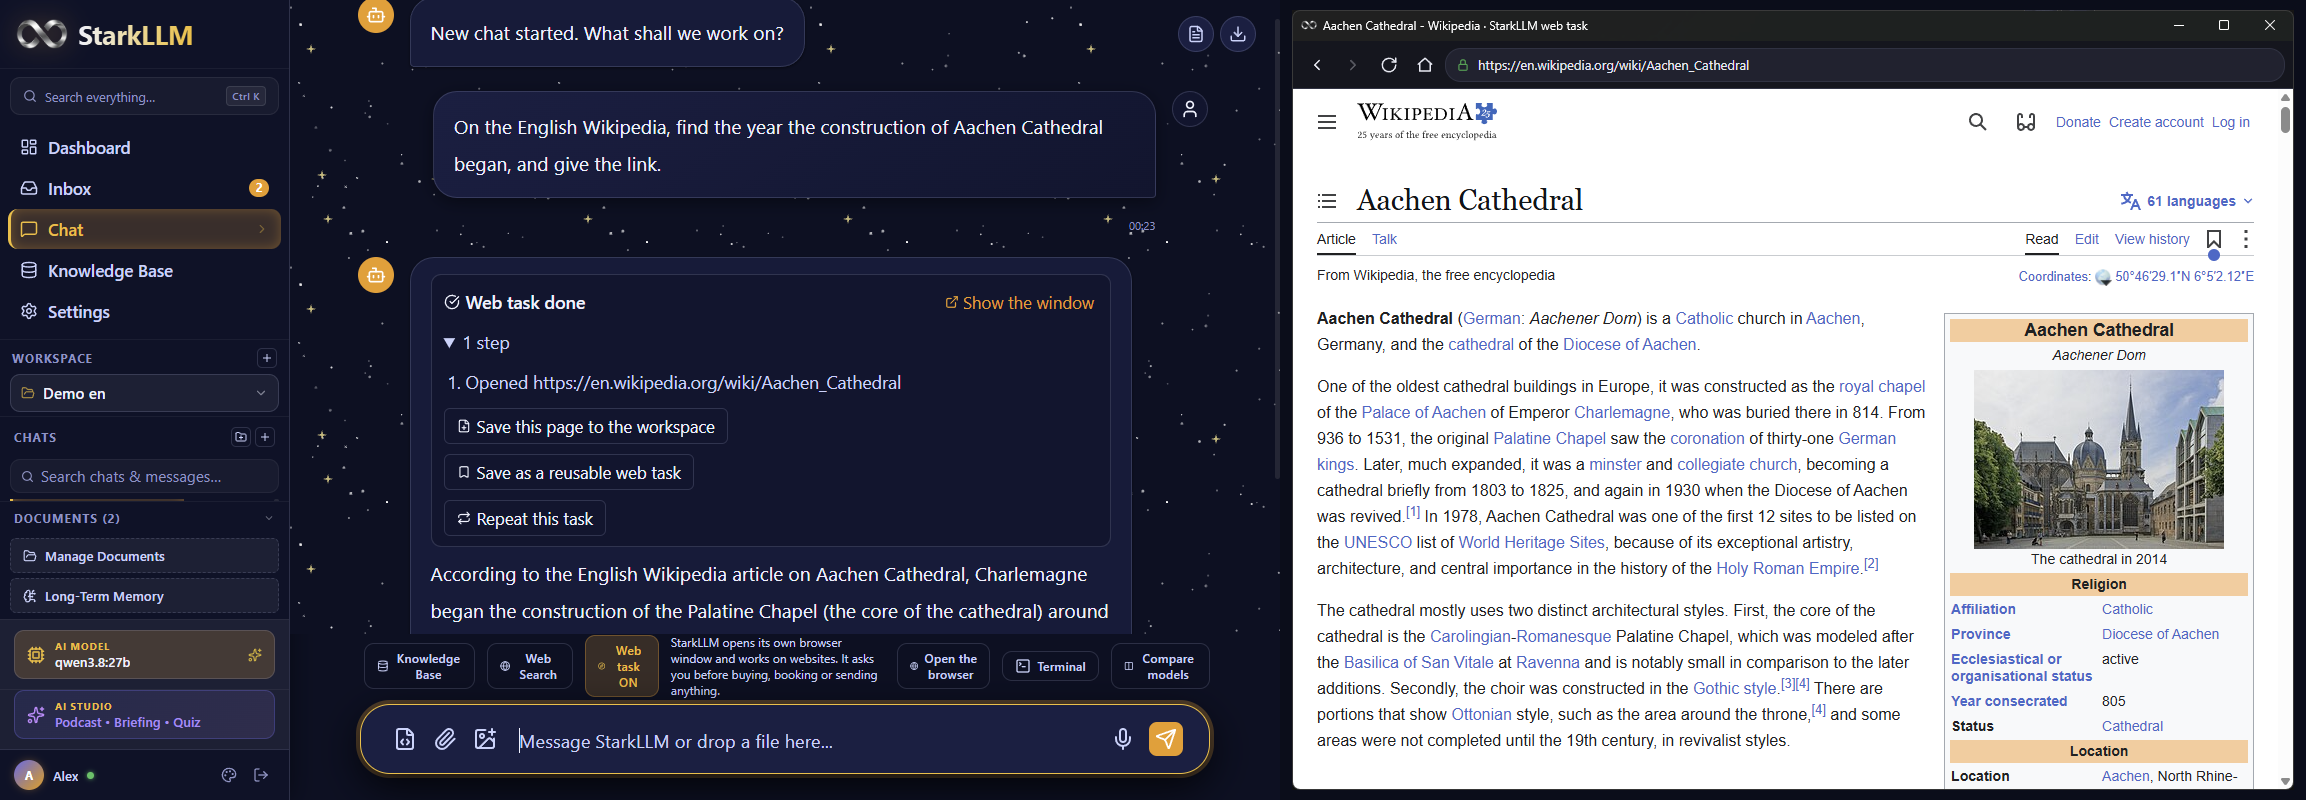 StarkLLM
Search everything...
Ctrl K
Dashboard
Inbox
2
Chat
Knowledge Base
Settings
WORKSPACE
Demo en
CHATS
Search chats & messages...
DOCUMENTS (2)
Manage Documents
Long-Term Memory
AI MODEL
qwen3.8:27b
AI STUDIO
Podcast • Briefing • Quiz
A
Alex
New chat started. What shall we work on?
On the English Wikipedia, find the year the construction of Aachen Cathedral
began, and give the link.
00:23
Web task done
Show the window
▼ 1 step
1. Opened https://en.wikipedia.org/wiki/Aachen_Cathedral
Save this page to the workspace
Save as a reusable web task
Repeat this task
According to the English Wikipedia article on Aachen Cathedral, Charlemagne
began the construction of the Palatine Chapel (the core of the cathedral) around
Knowledge
Base
Web
Search
Web
task
ON
StarkLLM opens its own browser
window and works on websites. It asks
you before buying, booking or sending
anything.
Open the
browser
Terminal
Compare
models
Message StarkLLM or drop a file here...
Aachen Cathedral - Wikipedia · StarkLLM web task
https://en.wikipedia.org/wiki/Aachen_Cathedral
WIKIPEDIA
25
25 years of the free encyclopedia
Donate Create account Log in
Aachen Cathedral
61 languages
Article Talk
Read Edit View history
From Wikipedia, the free encyclopedia
Coordinates: 50°46′29.1″N 6°5′2.12″E
Aachen Cathedral (German: Aachener Dom) is a Catholic church in Aachen,
Germany, and the cathedral of the Diocese of Aachen.
One of the oldest cathedral buildings in Europe, it was constructed as the royal chapel
of the Palace of Aachen of Emperor Charlemagne, who was buried there in 814. From
936 to 1531, the original Palatine Chapel saw the coronation of thirty-one German
kings. Later, much expanded, it was a minster and collegiate church, becoming a
cathedral briefly from 1803 to 1825, and again in 1930 when the Diocese of Aachen
was revived.[1] In 1978, Aachen Cathedral was one of the first 12 sites to be listed on
the UNESCO list of World Heritage Sites, because of its exceptional artistry,
architecture, and central importance in the history of the Holy Roman Empire.[2]
The cathedral mostly uses two distinct architectural styles. First, the core of the
cathedral is the Carolingian-Romanesque Palatine Chapel, which was modeled after
the Basilica of San Vitale at Ravenna and is notably small in comparison to the later
additions. Secondly, the choir was constructed in the Gothic style.[3][4] There are
portions that show Ottonian style, such as the area around the throne,[4] and some
areas were not completed until the 19th century, in revivalist styles.
Aachen Cathedral
Aachener Dom
The cathedral in 2014
Religion
Affiliation Catholic
Province Diocese of Aachen
Ecclesiastical or active
organisational status
Year consecrated 805
Status Cathedral
Location
Location Aachen, North Rhine-